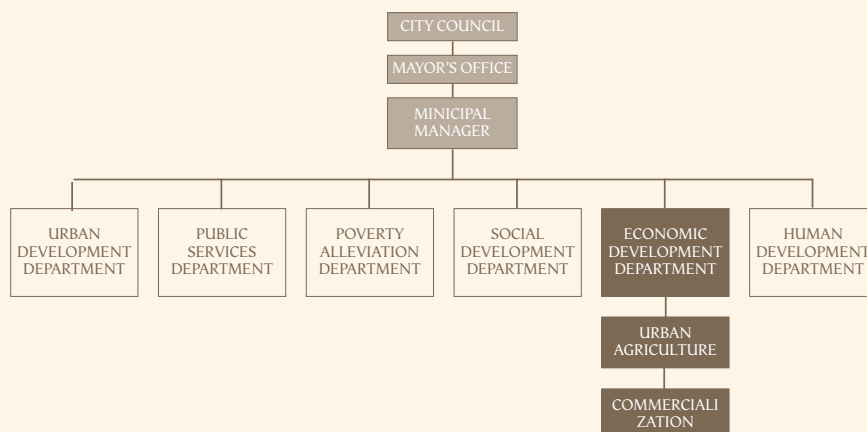 CITY COUNCIL
MAYOR'S OFFICE
MINICIPAL
MANAGER
URBAN
DEVELOPMENT
DEPARTMENT
PUBLIC
SERVICES
DEPARTMENT
POVERTY
ALLEVIATION
DEPARTMENT
SOCIAL
DEVELOPMENT
DEPARTMENT
ECONOMIC
DEVELOPMENT
DEPARTMENT
HUMAN
DEVELOPMENT
DEPARTMENT
URBAN
AGRICULTURE
COMMERCIALI
ZATION